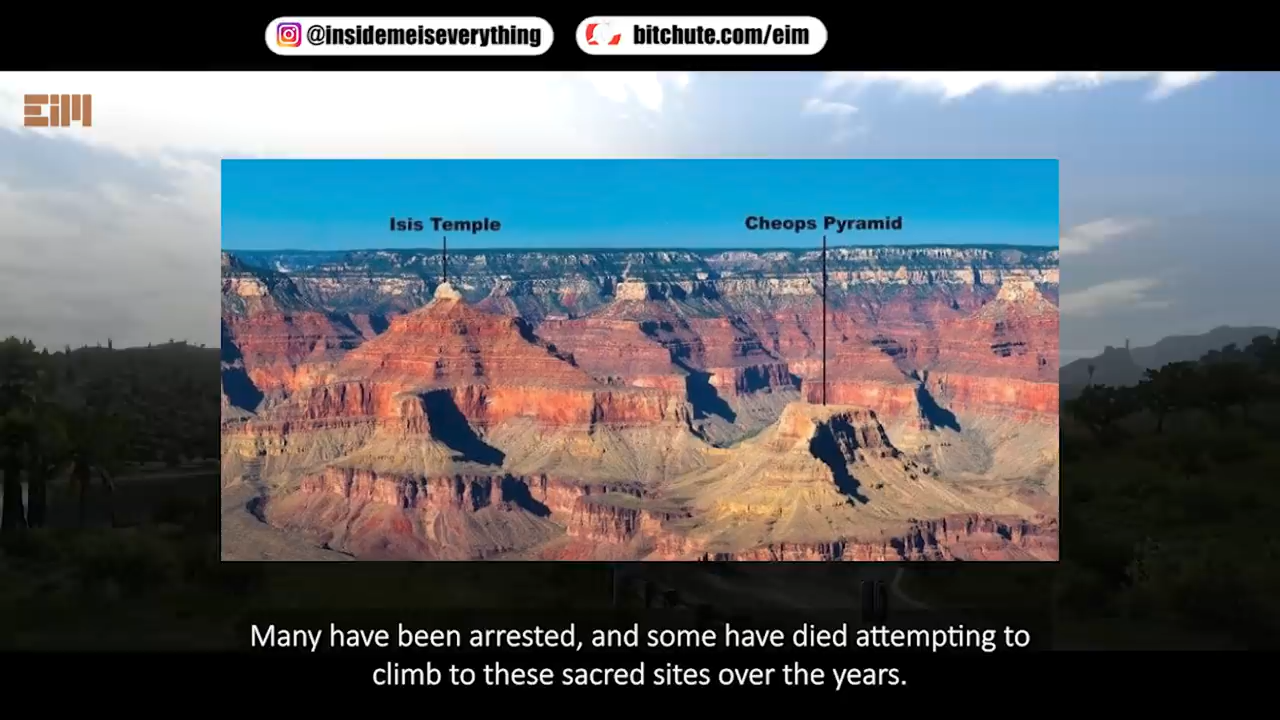 @insidemeiseverything
bitchute.com/eim
EiM
Isis Temple
Cheops Pyramid
Many have been arrested, and some have died attempting to
climb to these sacred sites over the years.